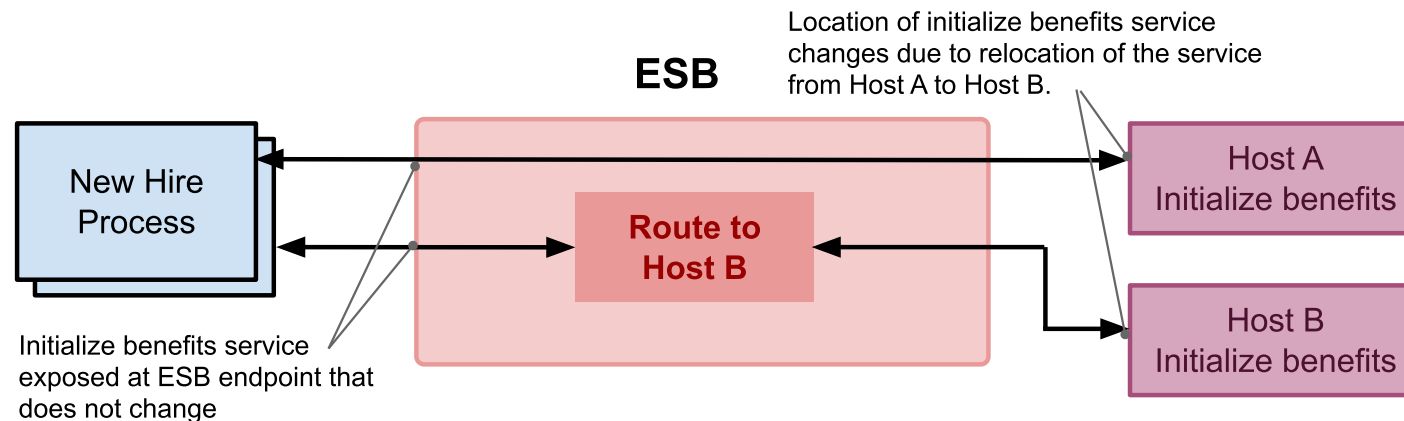 Location of initialize benefits service
changes due to relocation of the service
from Host A to Host B.
ESB
New Hire
Process
Host A
Initialize benefits
Route to
Host B
Host B
Initialize benefits
Initialize benefits service
exposed at ESB endpoint that
does not change